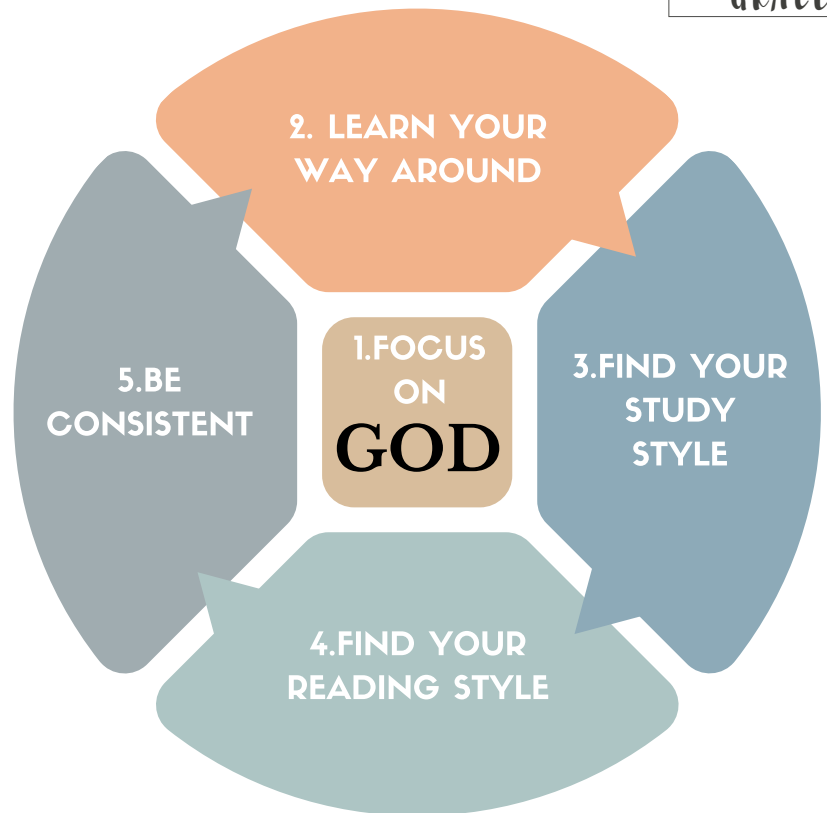 2. LEARN YOUR
WAY AROUND
1.FOCUS
ON
GOD
3.FIND YOUR
STUDY
STYLE
4.FIND YOUR
READING STYLE
5.BE
CONSISTENT